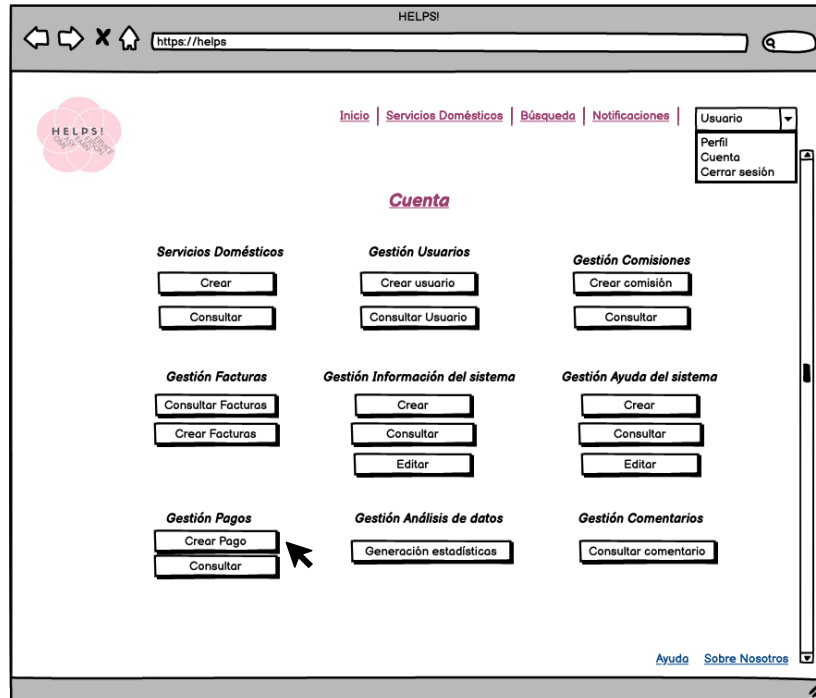 HELPS!
https://helps
Inicio Servicios Domésticos Búsqueda Notificaciones Usuario
Perfil
Cuenta
Cerrar sesión
HELPS!
Cuenta
Servicios Domésticos
Crear
Consultar
Gestión Usuarios
Crear usuario
Consultar Usuario
Gestión Comisiones
Crear comisión
Consultar
Gestión Facturas
Consultar Facturas
Crear Facturas
Gestión Información del sistema
Crear
Consultar
Editar
Gestión Ayuda del sistema
Crear
Consultar
Editar
Gestión Pagos
Crear Pago
Consultar
Gestión Análisis de datos
Generación estadísticas
Gestión Comentarios
Consultar comentario
Ayuda Sobre Nosotros